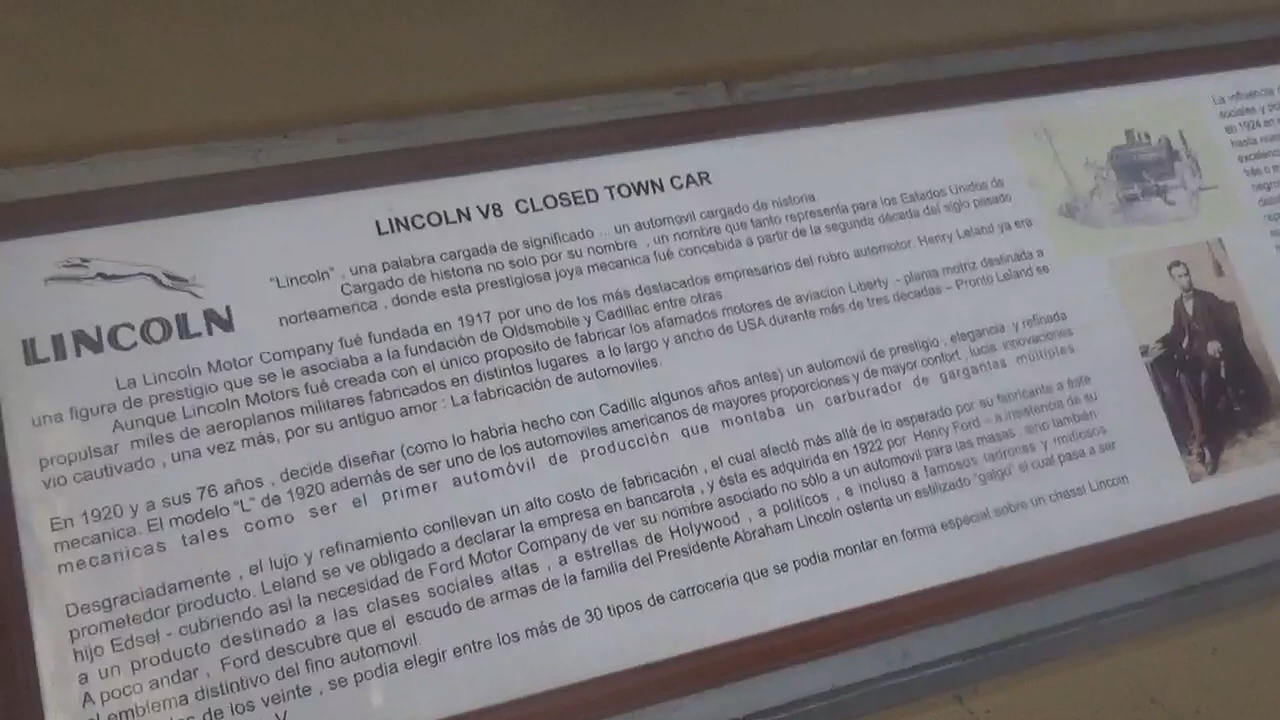 LINCOLN V8 CLOSED TOWN CAR
LINCOLN
"Lincoln" , una palabra cargada de significado ... un automovil cargado de historia.
Cargado de historia no solo por su nombre , un nombre que tanto representa para los Estados Unidos de
norteamerica , donde esta prestigiosa joya mecanica fué concebida a partir de la segunda década del siglo pasado
La Lincoln Motor Company fué fundada en 1917 por uno de los más destacados empresarios del rubro automotor. Henry Leland ya era
una figura de prestigio que se le asociaba a la fundación de Oldsmobile y Cadillac entre otras
Aunque Lincoln Motors fué creada con el único proposito de fabricar los afamados motores de aviacion Liberty - planta motriz destinada a
propulsar miles de aeroplanos militares fabricados en distintos lugares a lo largo y ancho de USA durante más de tres decadas – Pronto Leland se
vio cautivado , una vez más, por su antiguo amor : La fabricación de automoviles.
En 1920 y a sus 76 años , decide diseñar (como lo habria hecho con Cadillc algunos años antes) un automovil de prestigio , elegancia y refinada
mecanica. El modelo "L" de 1920 además de ser uno de los automoviles americanos de mayores proporciones y de mayor confort , lucia innovaciones
mecanicas tales como ser el primer automóvil de producción que montaba un carburador de gargantas múltiples
Desgraciadamente , el lujo y refinamiento conllevan un alto costo de fabricación , el cual afectó más allá de lo esperado por su fabricante a éste
prometedor producto. Leland se ve obligado a declarar la empresa en bancarota , y ésta es adquirida en 1922 por Henry Ford – a insistencia de su
hijo Edsel - cubriendo asi la necesidad de Ford Motor Company de ver su nombre asociado no sólo a un automovil para las masas , sino también
a un producto destinado a las clases sociales altas , a estrellas de Holywood , a politicos , e incluso a famosos ladrones y mafiosos
A poco andar , Ford descubre que el escudo de armas de la familia del Presidente Abraham Lincoln ostenta un estilizado "galgo" el cual pasa a ser
el emblema distintivo del fino automovil.
de los veinte , se podia elegir entre los más de 30 tipos de carroceria que se podia montar en forma especial sobre un chassi Lincoln
La influencia
sociales y
en 1924 en
hasta